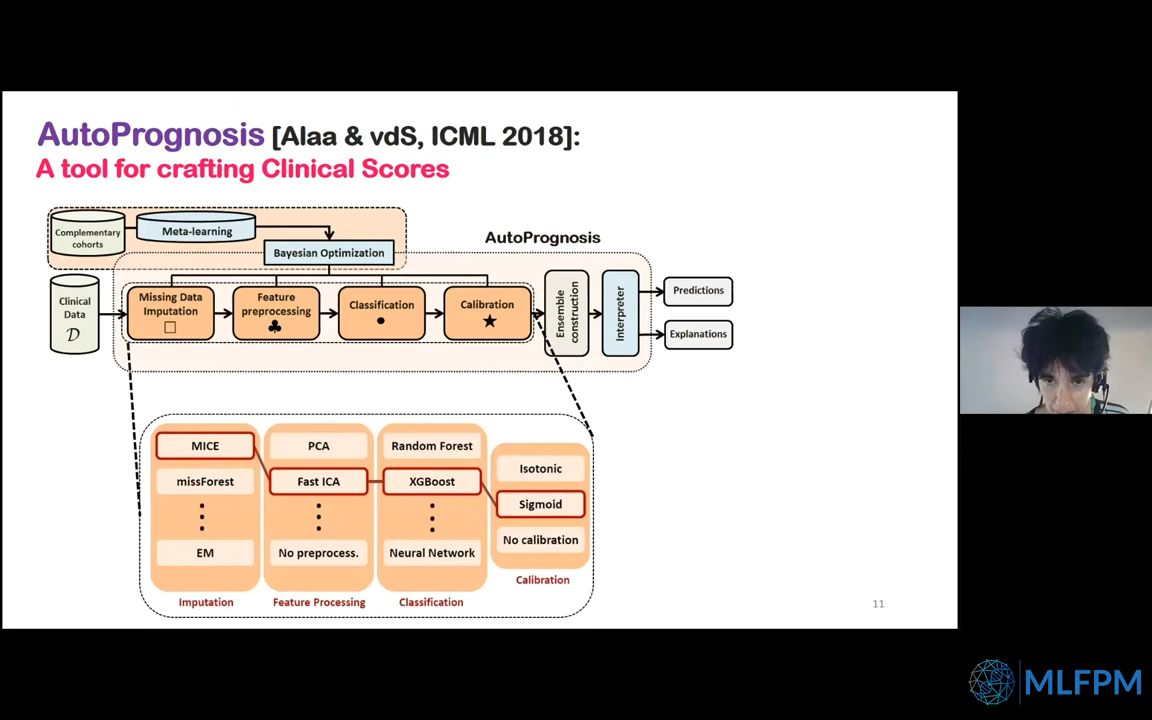 AutoPrognosis [Alaa & vdS, ICML 2018]:
A tool for crafting Clinical Scores
Complementary
cohorts
Meta-learning
Bayesian Optimization
AutoPrognosis
Clinical
Data
D
Missing Data
Imputation
Feature
preprocessing
Classification
Calibration
Ensemble
construction
Interpreter
Predictions
Explanations
MICE
missForest
EM
Imputation
PCA
Fast ICA
No preprocess.
Feature Processing
Random Forest
XGBoost
Neural Network
Classification
Isotonic
Sigmoid
No calibration
Calibration
11
MLFPM